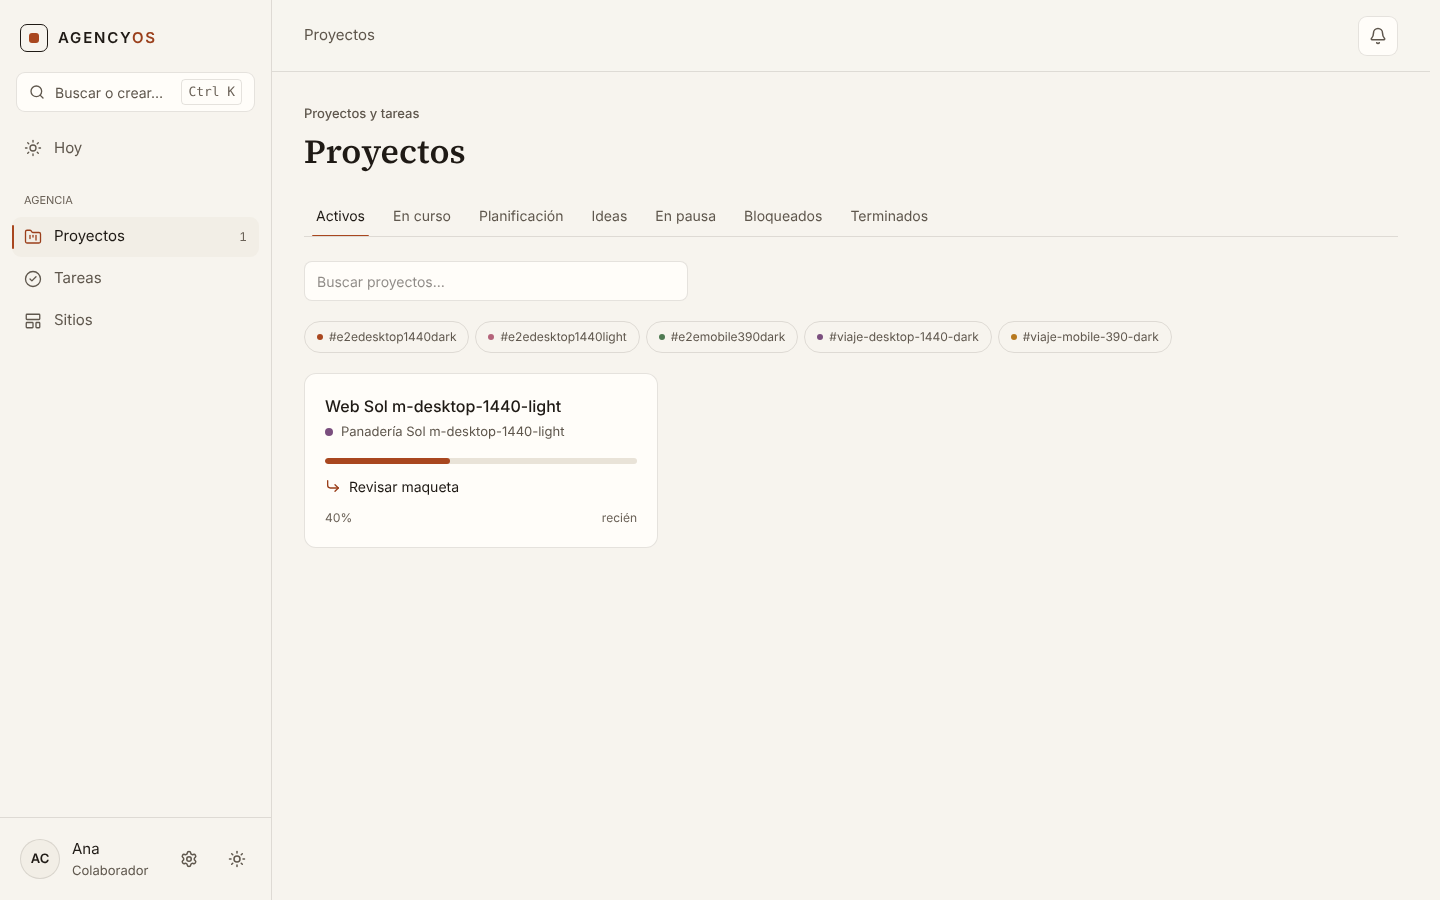 AGENCYOS
Buscar o crear... Ctrl K
Hoy
AGENCIA
Proyectos 1
Tareas
Sitios
AC
Ana
Colaborador
Proyectos
Proyectos y tareas
Proyectos
Activos En curso Planificación Ideas En pausa Bloqueados Terminados
Buscar proyectos...
#e2edesktop1440dark #e2edesktop1440light #e2emobile390dark #viaje-desktop-1440-dark #viaje-mobile-390-dark
Web Sol m-desktop-1440-light
Panadería Sol m-desktop-1440-light
Revisar maqueta
40% recién